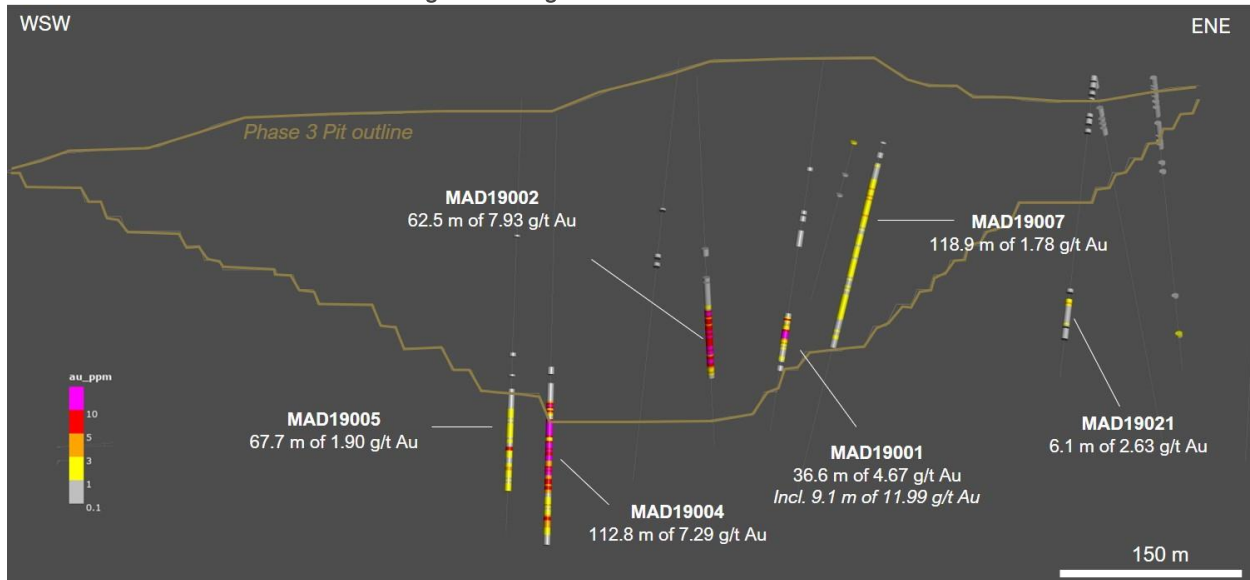 WSW
ENE
Phase 3 Pit outline
MAD19002
62.5 m of 7.93 g/t Au
MAD19007
118.9 m of 1.78 g/t Au
au_ppm
10
5
3
1
0.1
MAD19005
67.7 m of 1.90 g/t Au
MAD19004
112.8 m of 7.29 g/t Au
MAD19001
36.6 m of 4.67 g/t Au
Incl. 9.1 m of 11.99 g/t Au
MAD19021
6.1 m of 2.63 g/t Au
150 m